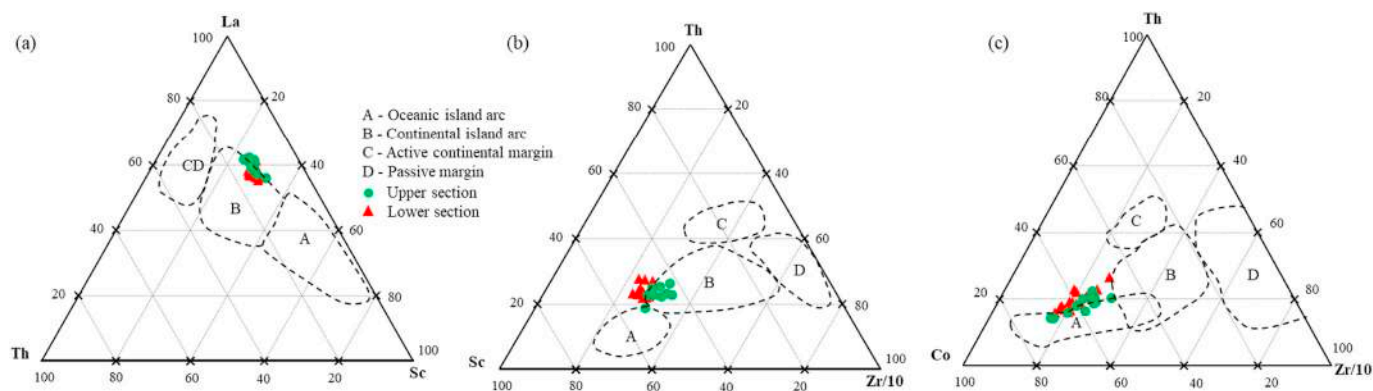 (a)
La
100
80
20
60
40
CD
B
A
40
60
20
80
Th
100
Sc
100
80
60
40
20
A - Oceanic island arc
B - Continental island arc
C - Active continental margin
D - Passive margin
Upper section
Lower section
(b)
Th
100
80
20
60
40
C
40
60
B
D
20
80
A
Sc
100
Zr/10
100
80
60
40
20
(c)
Th
100
80
20
60
40
C
40
60
B
D
20
80
A
Co
100
Zr/10
100
80
60
40
20